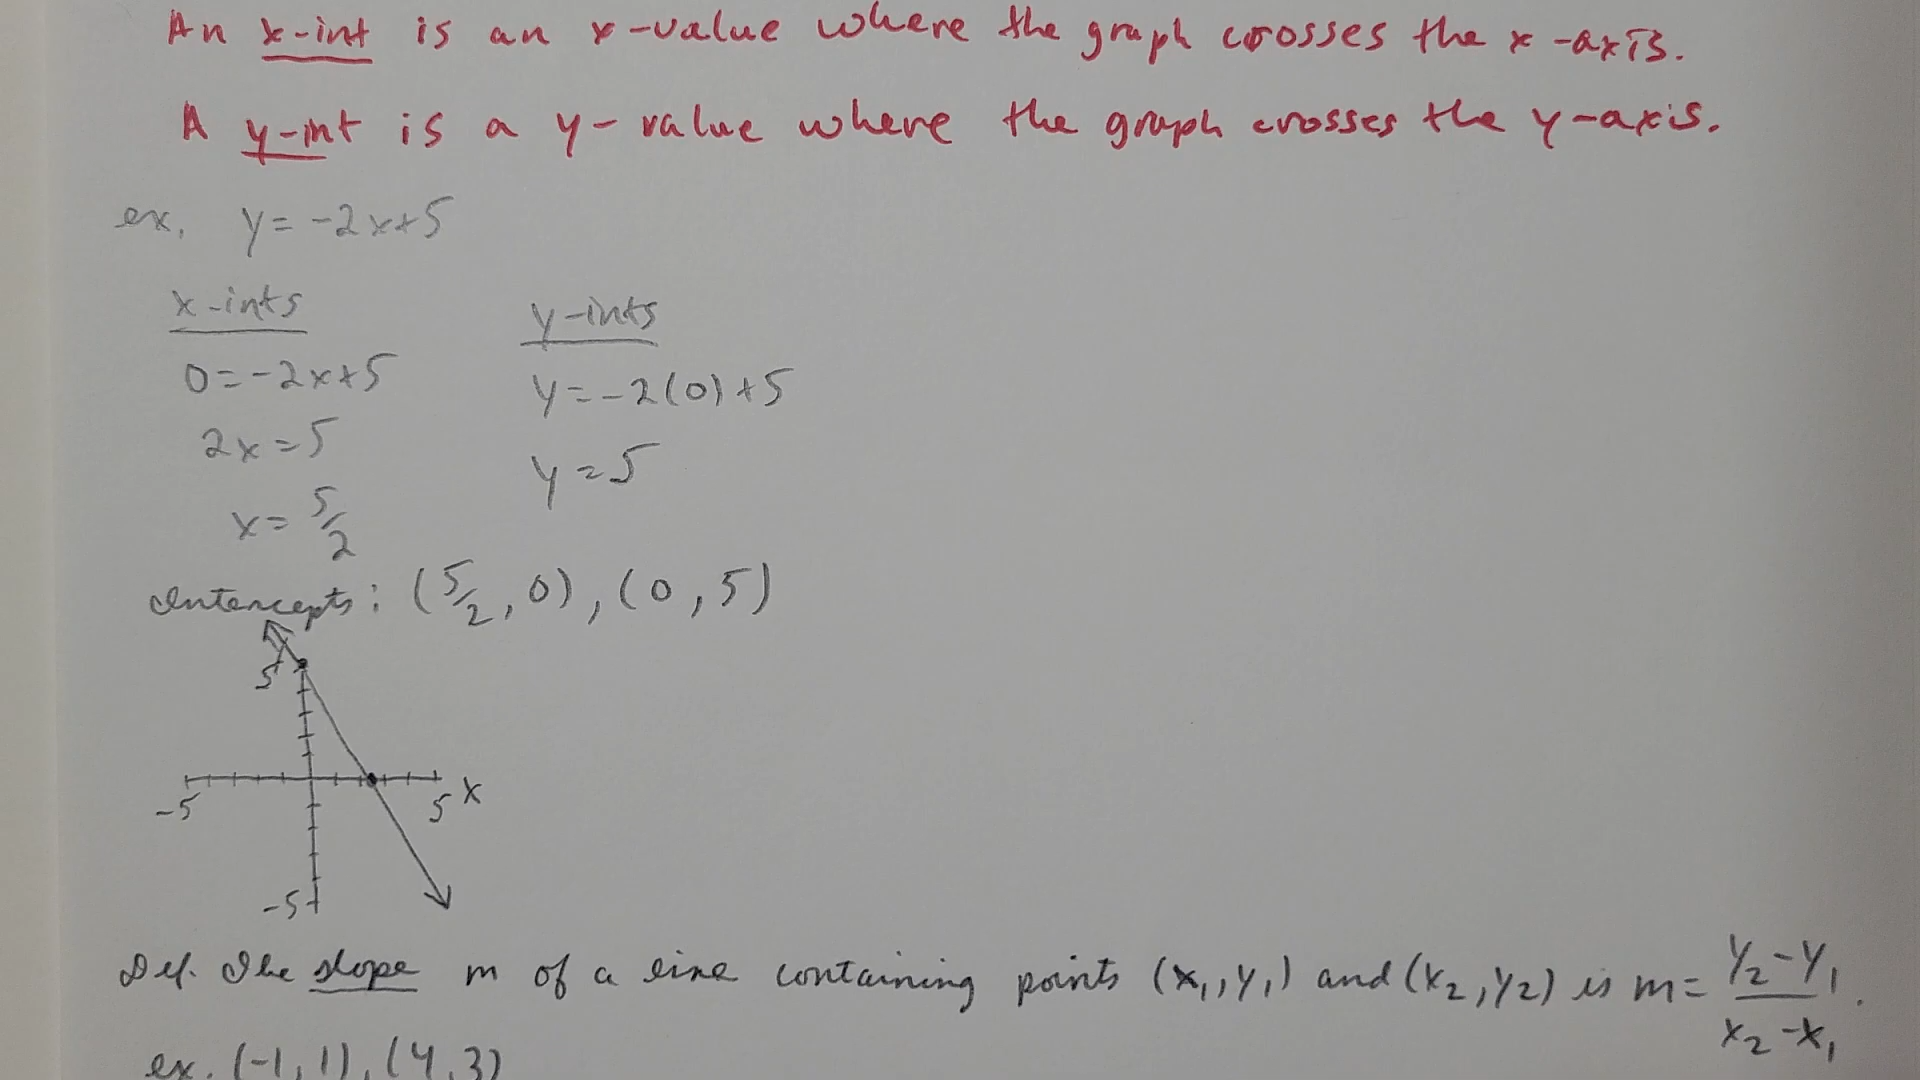 An x-int is an x-value where the graph crosses the x-axis.
A y-int is a y-value where the graph crosses the y-axis.
ex. y=-2x+5
x-ints
0=-2x+5
2x=5
x=5/2
y-ints
y=-2(0)+5
y=5
Intercepts: (5/2, 0), (0, 5)
y
5
-5
5 x
-5
Def. The slope m of a line containing points (x₁, y₁) and (x₂, y₂) is m= y₂-y₁ / x₂-x₁.
ex. (-1, 1), (4, 3)